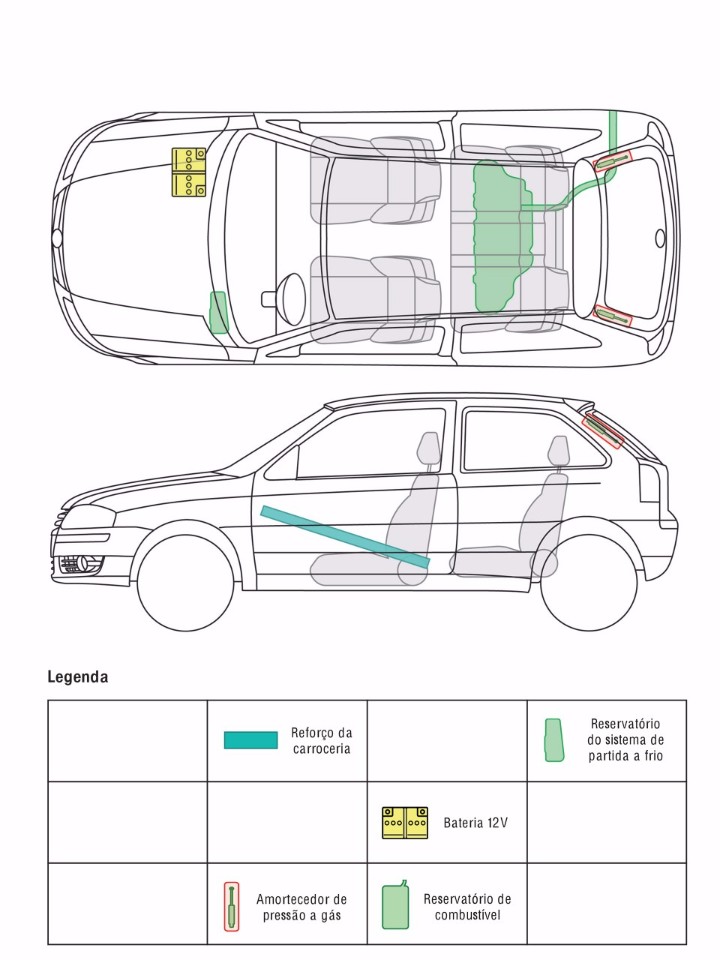 Legenda
Reforço da
carroceria
Reservatório
do sistema de
partida a frio
Bateria 12V
Amortecedor de
pressão a gás
Reservatório de
combustível